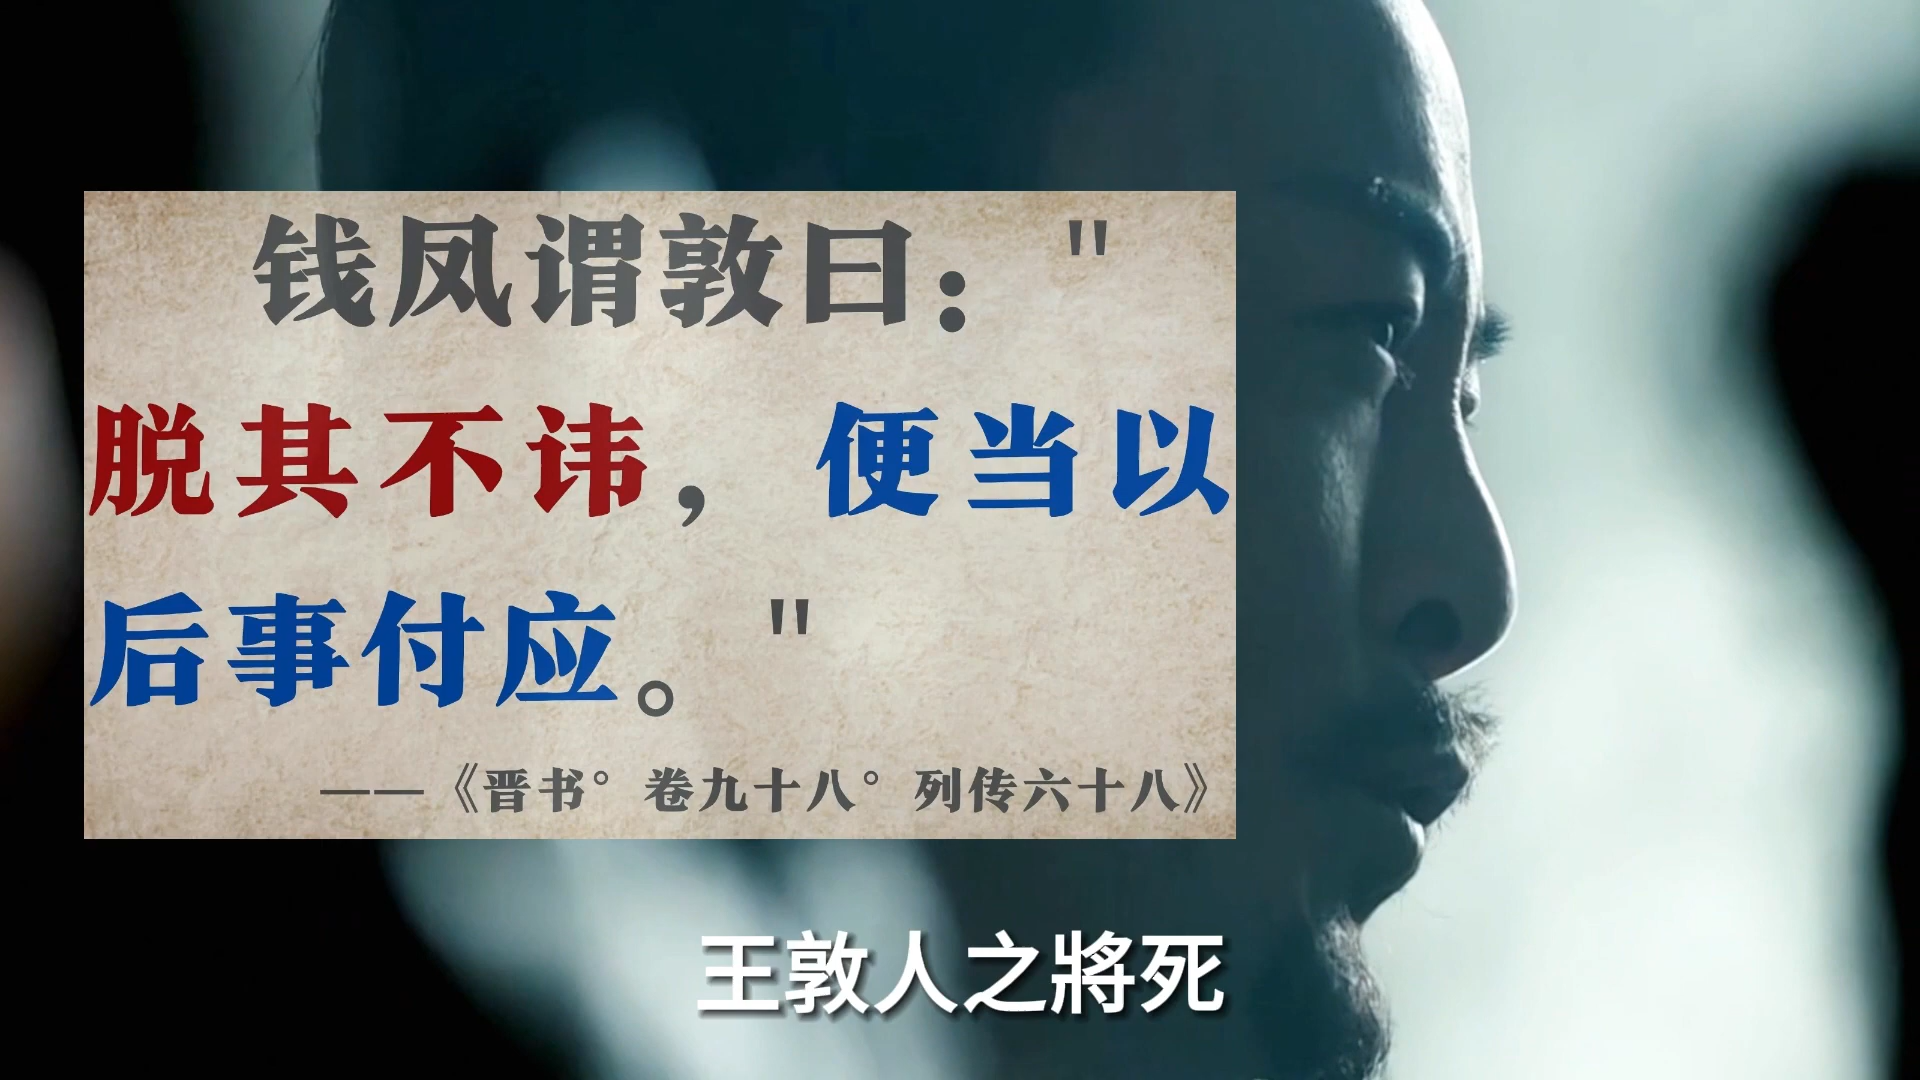 钱凤谓敦曰："
脱其不讳，便当以
后事付应。"
——《晋书°卷九十八°列传六十八》
王敦人之將死